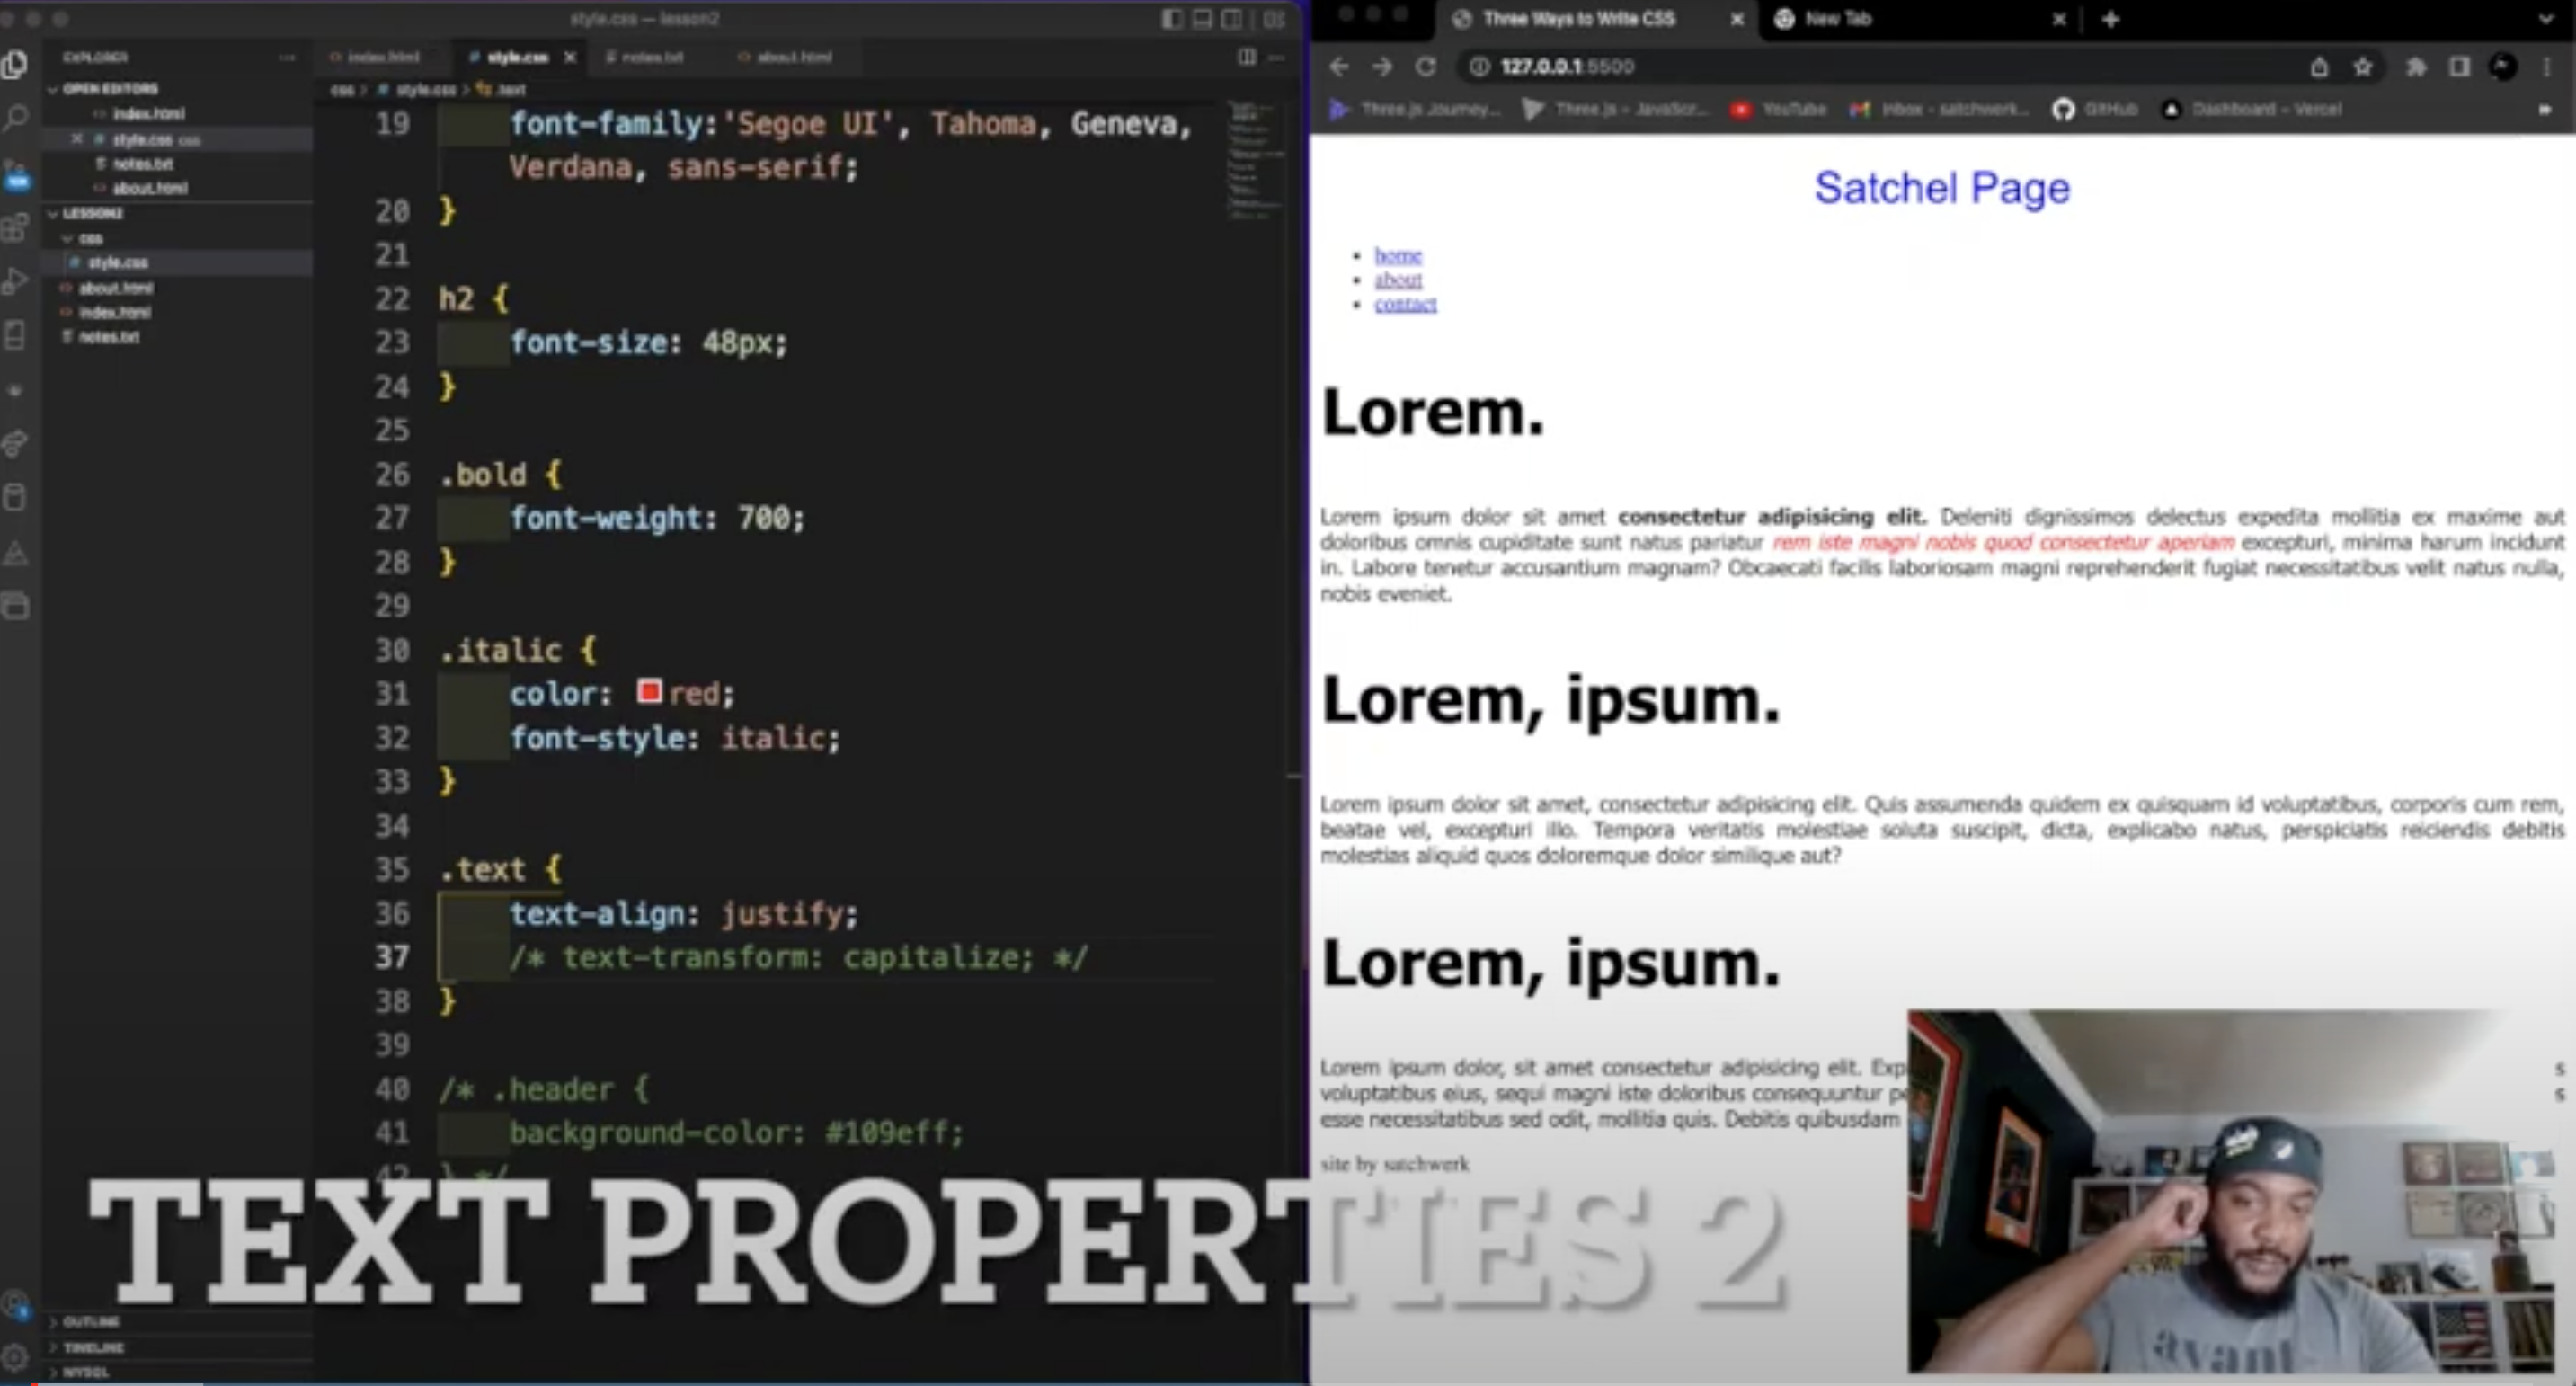 style.css — lesson2
EXPLORER
OPEN EDITORS
index.html
style.css css
notes.txt
about.html
LESSON2
css
style.css
about.html
index.html
notes.txt
OUTLINE
TIMELINE
MYSQL
index.html
style.css
notes.txt
about.html
css > style.css > .text
19 font-family:'Segoe UI', Tahoma, Geneva,
Verdana, sans-serif;
20 }
21
22 h2 {
23 font-size: 48px;
24 }
25
26 .bold {
27 font-weight: 700;
28 }
29
30 .italic {
31 color: red;
32 font-style: italic;
33 }
34
35 .text {
36 text-align: justify;
37 /* text-transform: capitalize; */
38 }
39
40 /* .header {
41 background-color: #109eff;
42 } */
Three Ways to Write CSS
New Tab
127.0.0.1:5500
Three.js Journey...
Three.js – JavaScr...
YouTube
Inbox - satchwerk...
GitHub
Dashboard – Vercel
Satchel Page
home
about
contact
Lorem.
Lorem ipsum dolor sit amet consectetur adipisicing elit. Deleniti dignissimos delectus expedita mollitia ex maxime aut
doloribus omnis cupiditate sunt natus pariatur rem iste magni nobis quod consectetur aperiam excepturi, minima harum incidunt
in. Labore tenetur accusantium magnam? Obcaecati facilis laboriosam magni reprehenderit fugiat necessitatibus velit natus nulla,
nobis eveniet.
Lorem, ipsum.
Lorem ipsum dolor sit amet, consectetur adipisicing elit. Quis assumenda quidem ex quisquam id voluptatibus, corporis cum rem,
beatae vel, excepturi illo. Tempora veritatis molestiae soluta suscipit, dicta, explicabo natus, perspiciatis reiciendis debitis
molestias aliquid quos doloremque dolor similique aut?
Lorem, ipsum.
Lorem ipsum dolor, sit amet consectetur adipisicing elit. Exp s
voluptatibus eius, sequi magni iste doloribus consequuntur s
esse necessitatibus sed odit, mollitia quis. Debitis quibusdam
site by satchwerk
TEXT PROPERTIES 2